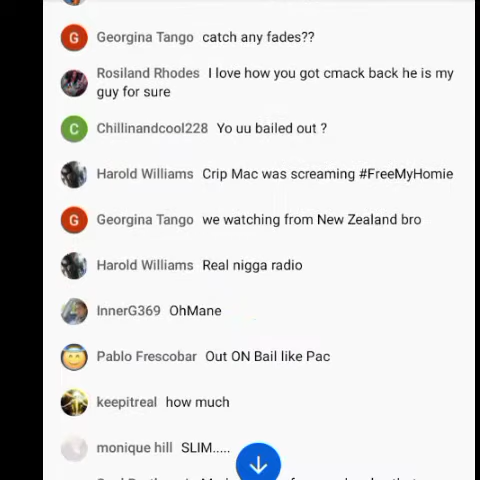 G Georgina Tango catch any fades??
Rosiland Rhodes I love how you got cmack back he is my
guy for sure
C Chillinandcool228 Yo uu bailed out ?
Harold Williams Crip Mac was screaming #FreeMyHomie
G Georgina Tango we watching from New Zealand bro
Harold Williams Real nigga radio
InnerG369 OhMane
Pablo Frescobar Out ON Bail like Pac
keepitreal how much
monique hill SLIM.....